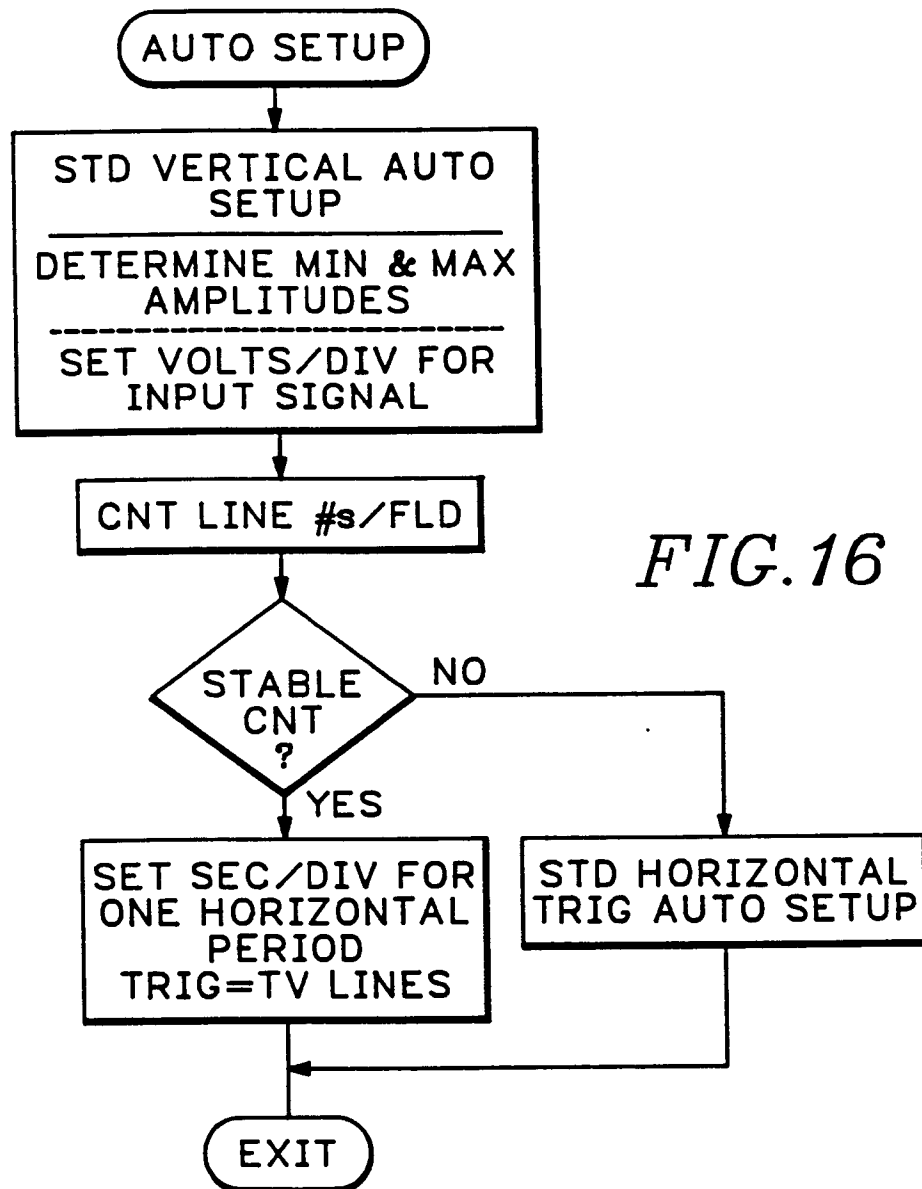 AUTO SETUP
STD VERTICAL AUTO
SETUP
DETERMINE MIN & MAX
AMPLITUDES
SET VOLTS/DIV FOR
INPUT SIGNAL
CNT LINE #s/FLD
FIG.16
STABLE
CNT
?
NO
YES
SET SEC/DIV FOR
ONE HORIZONTAL
PERIOD
TRIG=TV LINES
STD HORIZONTAL
TRIG AUTO SETUP
EXIT